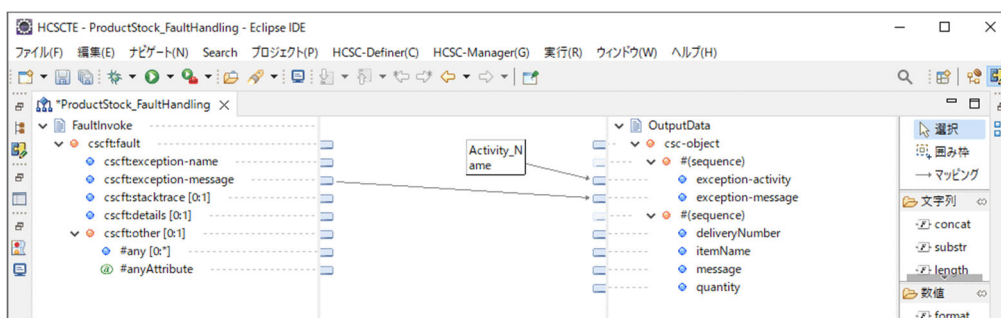 HCSCTE - ProductStock_FaultHandling - Eclipse IDE
ファイル(F) 編集(E) ナビゲート(N) Search プロジェクト(P) HCSC-Definer(C) HCSC-Manager(G) 実行(R) ウィンドウ(W) ヘルプ(H)
*ProductStock_FaultHandling
FaultInvoke
cscft:fault
cscft:exception-name
cscft:exception-message
cscft:stacktrace [0:1]
cscft:details [0:1]
cscft:other [0:1]
#any [0:*]
#anyAttribute
Activity_N
ame
OutputData
csc-object
#(sequence)
exception-activity
exception-message
#(sequence)
deliveryNumber
itemName
message
quantity
選択
囲み枠
マッピング
文字列
concat
substr
length
数値
format